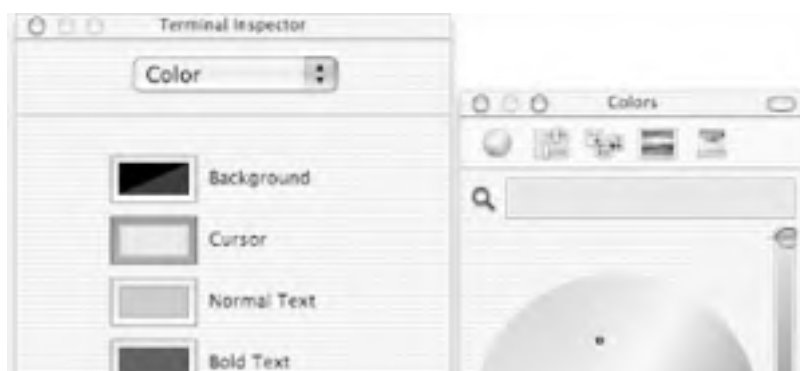 Terminal Inspector
Color
Background
Cursor
Normal Text
Bold Text
Colors